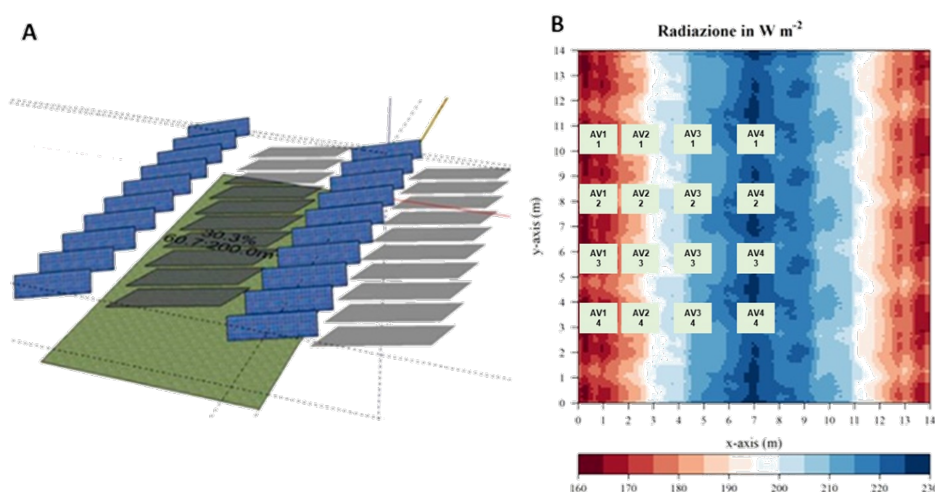 A
30.3%
60.7:200.0m
B
Radiazione in W m⁻²
14
13
12
11
10
9
8
7
6
5
4
3
2
1
0
y-axis (m)
AV1 AV2 AV3 AV4
1 1 1 1
AV1 AV2 AV3 AV4
2 2 2 2
AV1 AV2 AV3 AV4
3 3 3 3
AV1 AV2 AV3 AV4
4 4 4 4
0 1 2 3 4 5 6 7 8 9 10 11 12 13 14
x-axis (m)
160 170 180 190 200 210 220 230